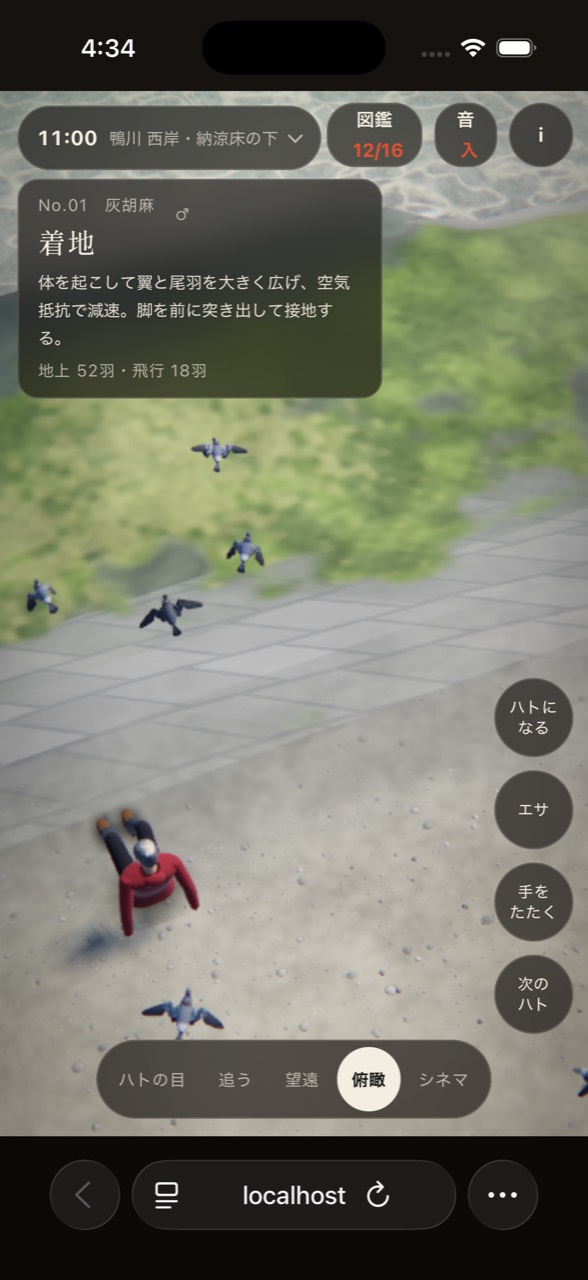 4:34
11:00 鴨川 西岸・納涼床の下
図鑑
12/16
音
入
i
No.01 灰胡麻 ♂
着地
体を起こして翼と尾羽を大きく広げ、空気
抵抗で減速。脚を前に突き出して接地す
る。
地上 52羽・飛行 18羽
ハトに
なる
エサ
手を
たたく
次の
ハト
ハトの目 追う 望遠 俯瞰 シネマ
localhost